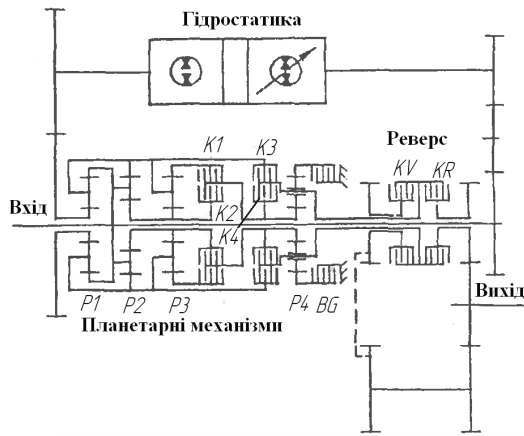 Гідростатика
K1
K3
Реверс
KV KR
Вхід
K2
K4
Вихід
P1 P2 P3 P4 BG
Планетарні механізми